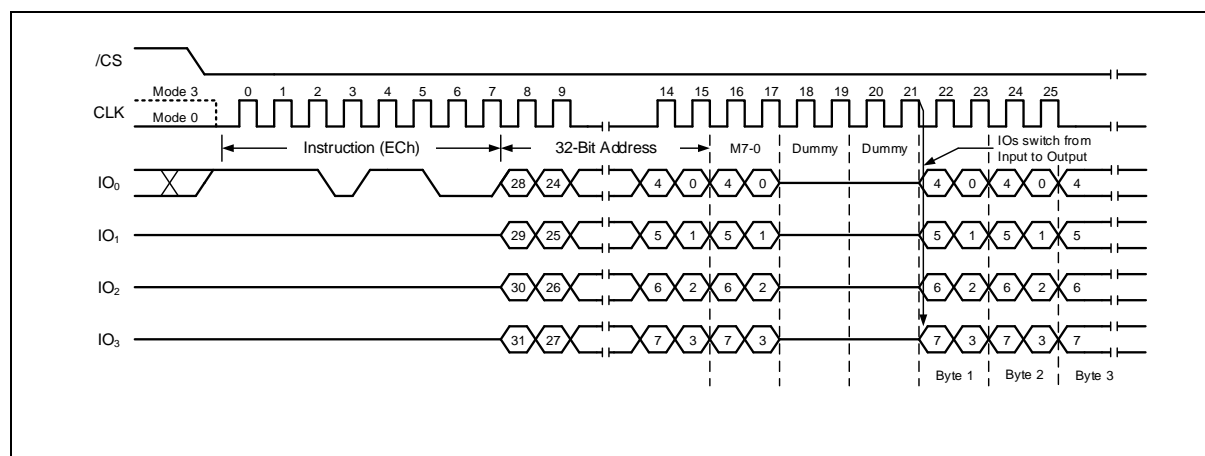 /CS
Mode 3 0 1 2 3 4 5 6 7 8 9 14 15 16 17 18 19 20 21 22 23 24 25
CLK
Mode 0
Instruction (ECh) 32-Bit Address M7-0 Dummy Dummy IOs switch from
Input to Output
IO₀ 28 24 4 0 4 0 4 0 4 0 4
IO₁ 29 25 5 1 5 1 5 1 5 1 5
IO₂ 30 26 6 2 6 2 6 2 6 2 6
IO₃ 31 27 7 3 7 3 7 3 7 3 7
Byte 1 Byte 2 Byte 3